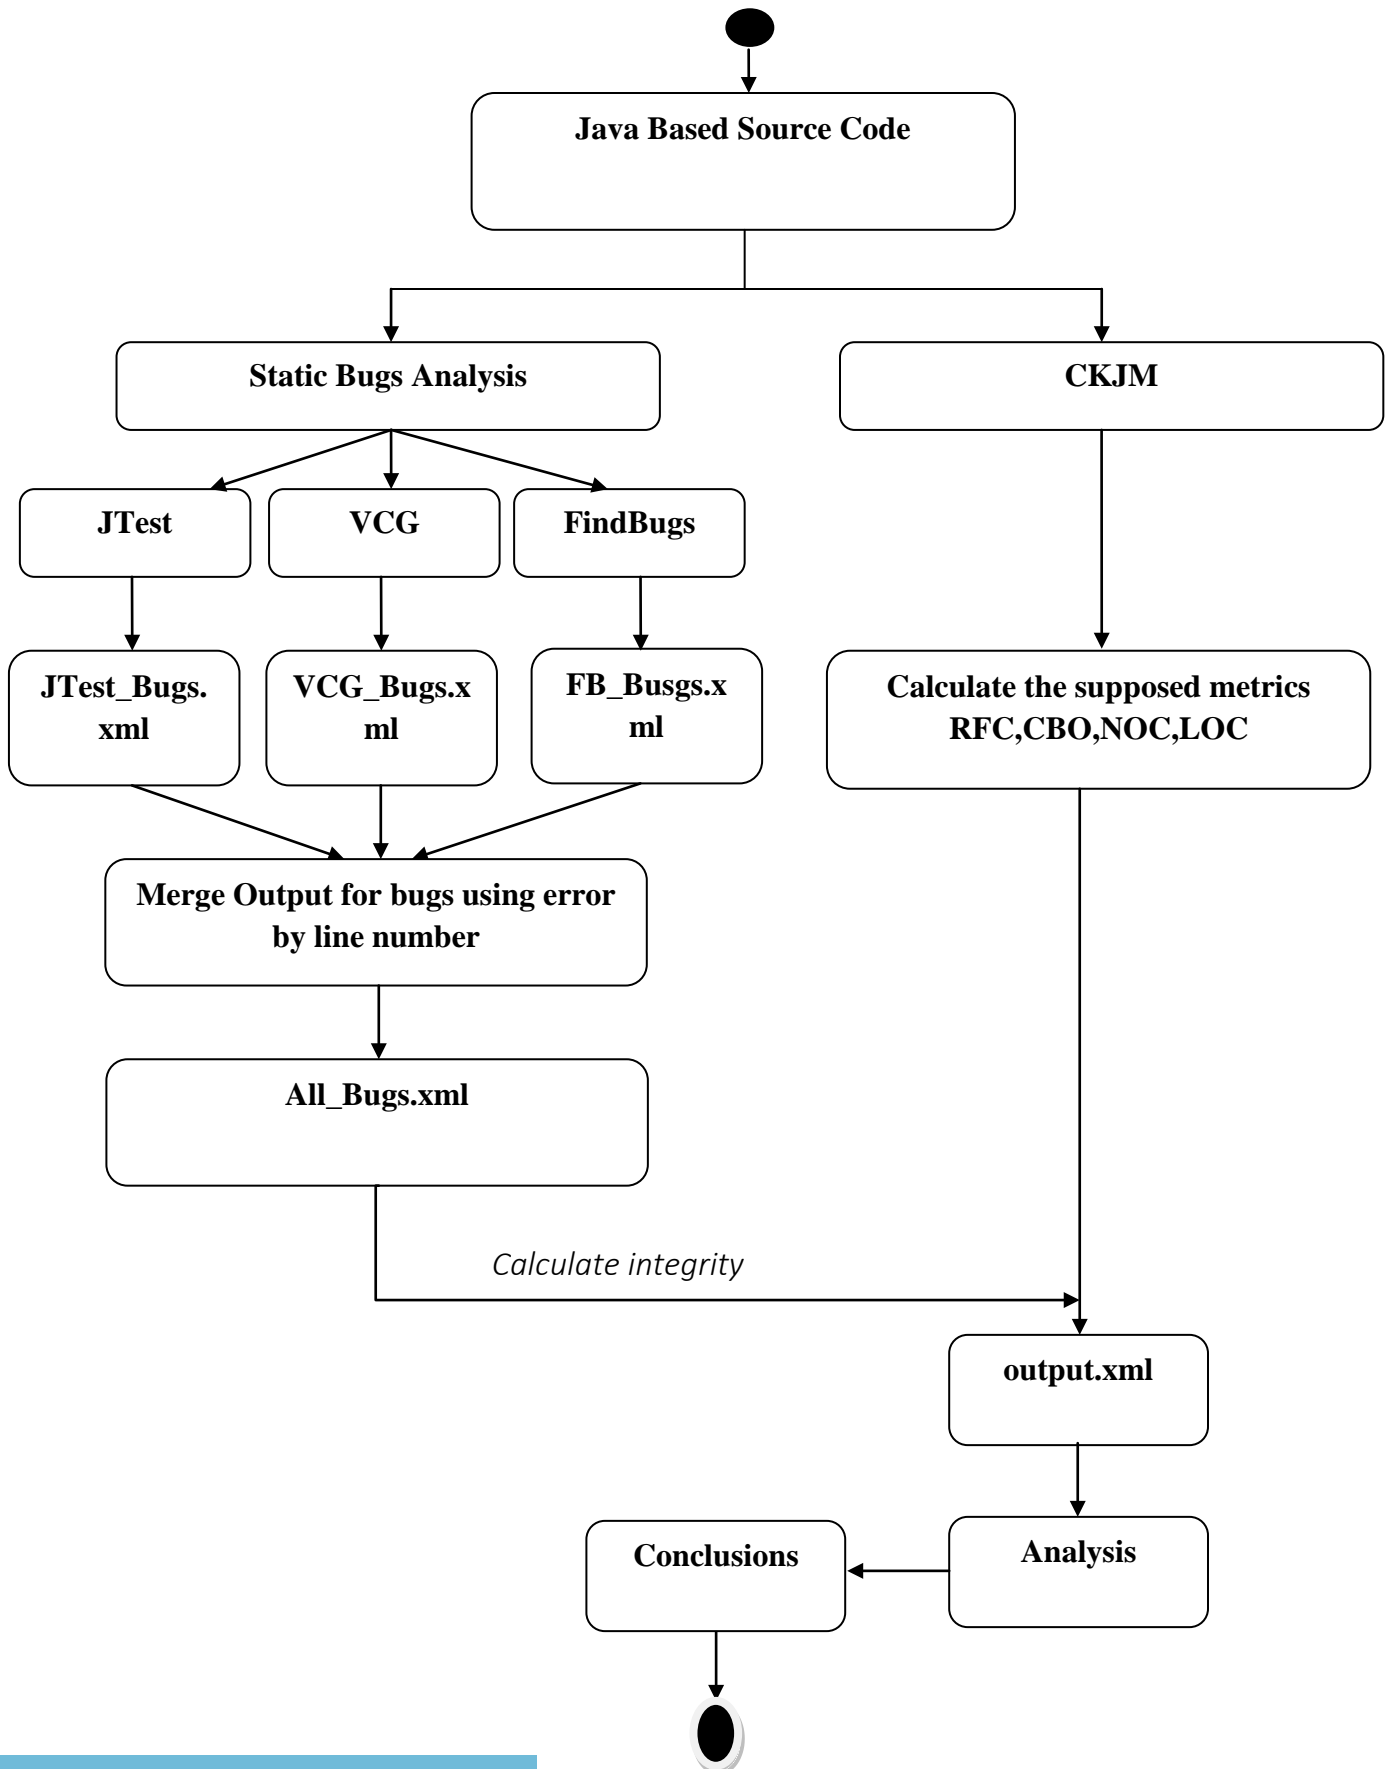 Java Based Source Code
Static Bugs Analysis
CKJM
JTest
VCG
FindBugs
JTest_Bugs.
xml
VCG_Bugs.x
ml
FB_Busgs.x
ml
Calculate the supposed metrics
RFC,CBO,NOC,LOC
Merge Output for bugs using error
by line number
All_Bugs.xml
Calculate integrity
output.xml
Conclusions
Analysis